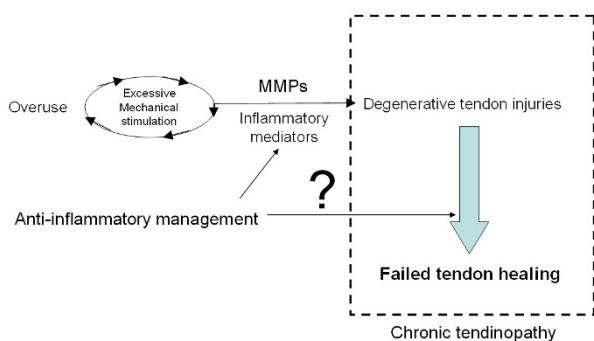 Overuse
Excessive
Mechanical
stimulation
MMPs
Inflammatory
mediators
Degenerative tendon injuries
?
Anti-inflammatory management
Failed tendon healing
Chronic tendinopathy